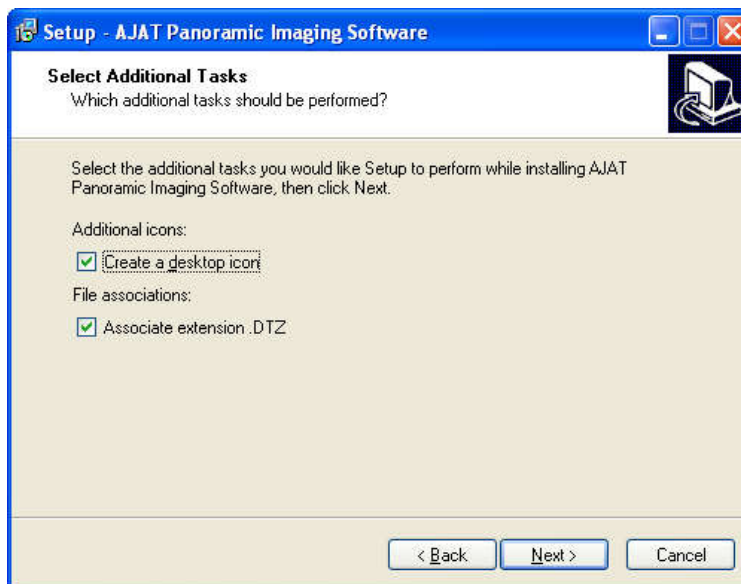 Setup - AJAT Panoramic Imaging Software
Select Additional Tasks
Which additional tasks should be performed?
Select the additional tasks you would like Setup to perform while installing AJAT
Panoramic Imaging Software, then click Next.
Additional icons:
Create a desktop icon
File associations:
Associate extension .DTZ
< Back Next > Cancel